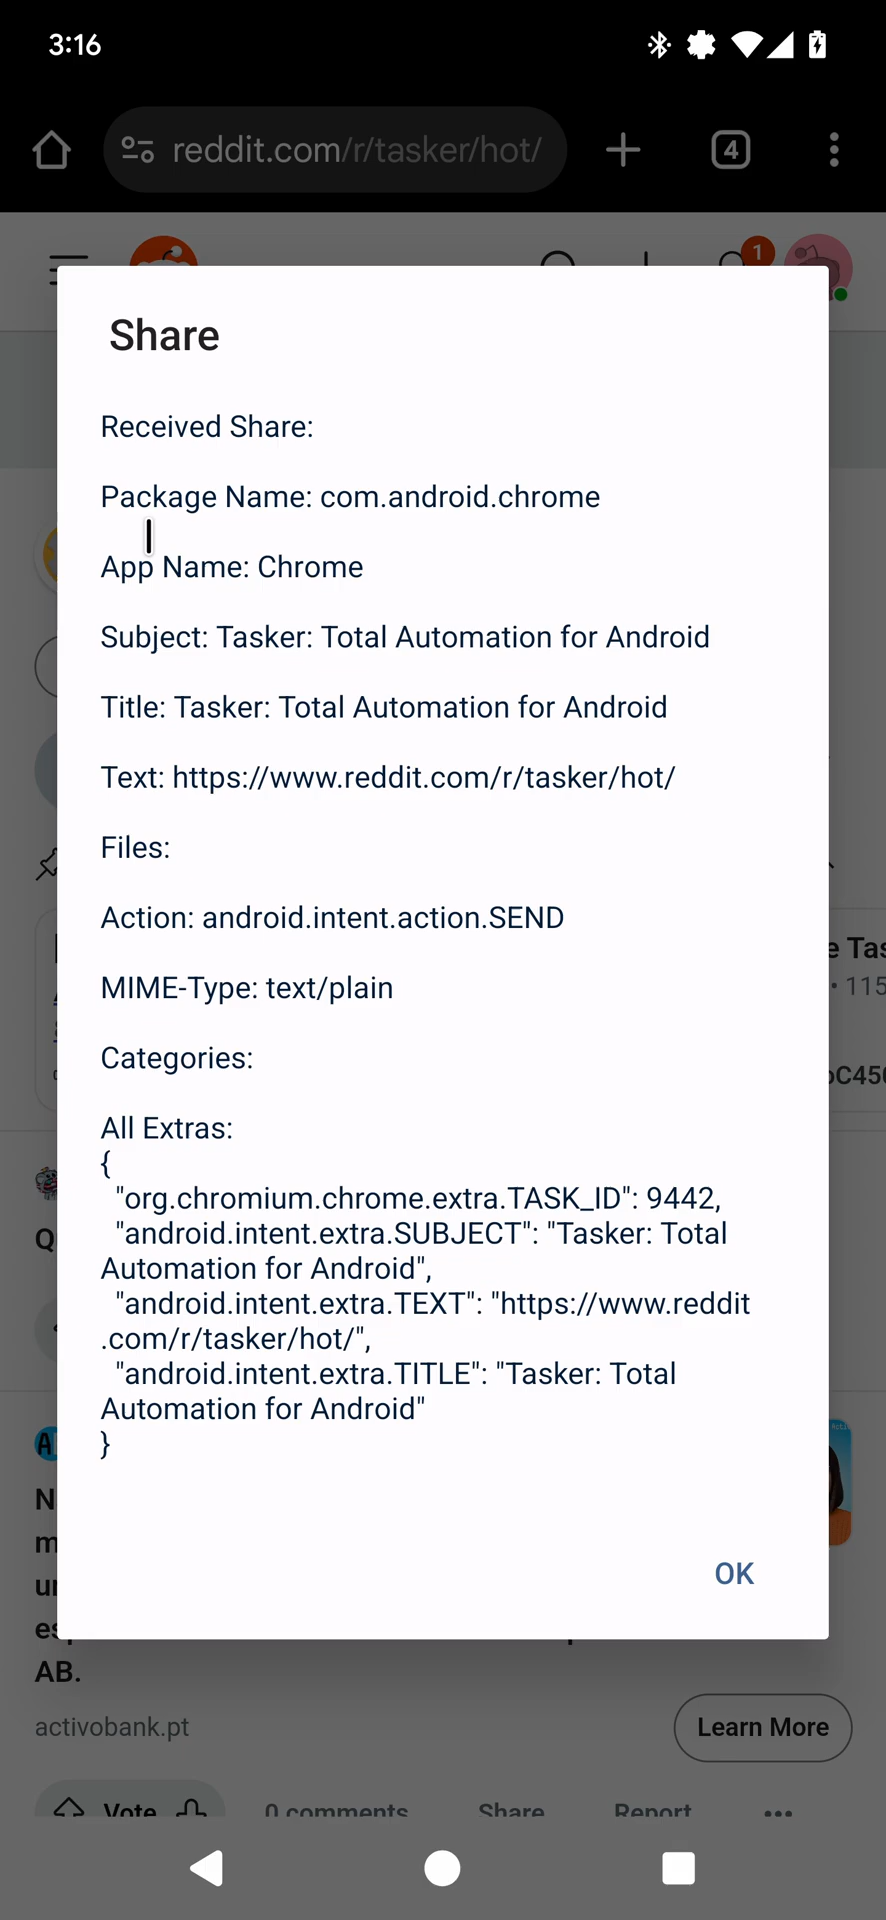 3:16
reddit.com/r/tasker/hot/
4
1
Share
Received Share:
Package Name: com.android.chrome
App Name: Chrome
Subject: Tasker: Total Automation for Android
Title: Tasker: Total Automation for Android
Text: https://www.reddit.com/r/tasker/hot/
Files:
Action: android.intent.action.SEND
MIME-Type: text/plain
Categories:
All Extras:
{
"org.chromium.chrome.extra.TASK_ID": 9442,
"android.intent.extra.SUBJECT": "Tasker: Total
Automation for Android",
"android.intent.extra.TEXT": "https://www.reddit
.com/r/tasker/hot/",
"android.intent.extra.TITLE": "Tasker: Total
Automation for Android"
}
OK
AB.
activobank.pt
Learn More
Vote
0 comments
Share
Report